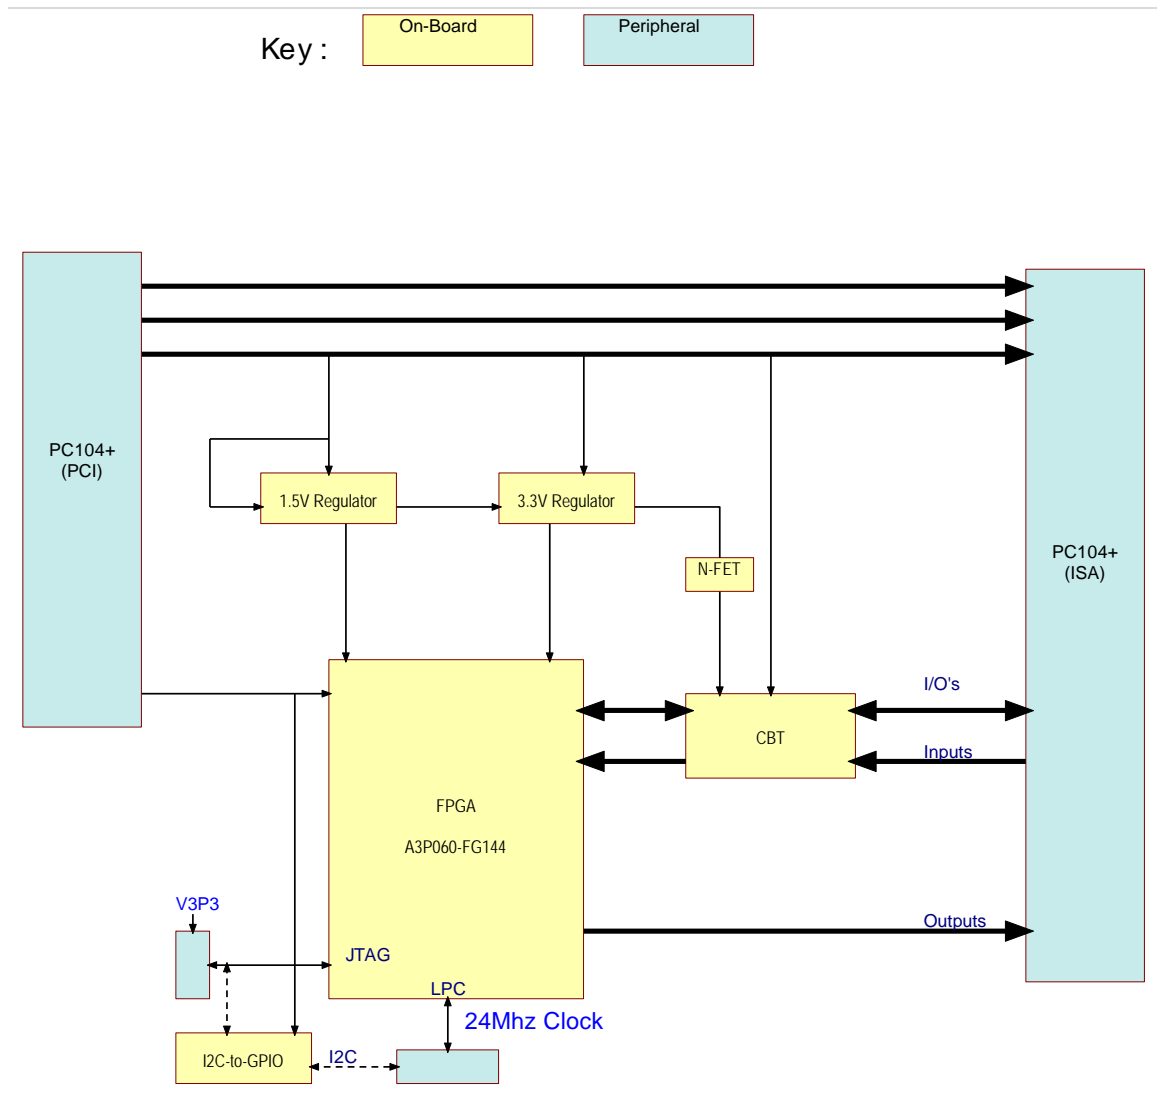 Key :
On-Board
Peripheral
PC104+
(PCI)
1.5V Regulator
3.3V Regulator
N-FET
PC104+
(ISA)
I/O's
CBT
Inputs
FPGA
A3P060-FG144
V3P3
Outputs
JTAG
LPC
24Mhz Clock
I2C-to-GPIO
I2C